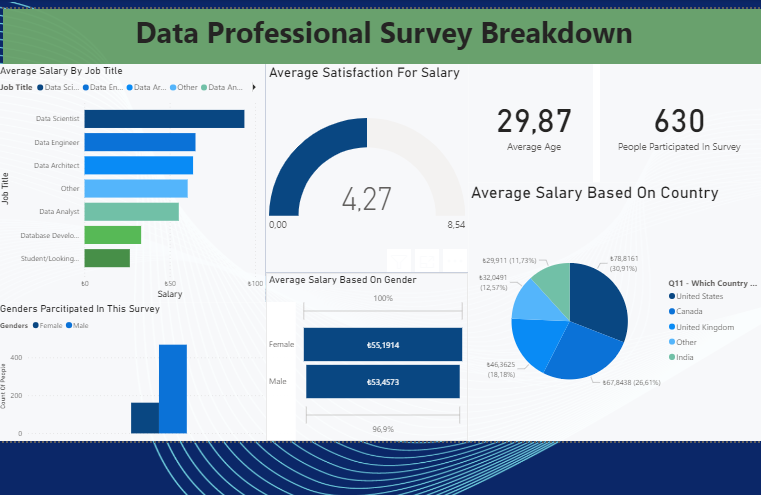 Data Professional Survey Breakdown
Average Salary By Job Title
Job Title Data Sci... Data En... Data Ar... Other Data An...
Job Title
Data Scientist
Data Engineer
Data Architect
Other
Data Analyst
Database Develo...
Student/Looking...
₺0 ₺50 ₺100
Salary
Average Satisfaction For Salary
4,27
0,00
8,54
29,87
Average Age
630
People Participated In Survey
Average Salary Based On Country
₺29,911 (11,73%)
₺32,0491
(12,57%)
₺46,3625
(18,18%)
₺78,8161
(30,91%)
₺67,8438 (26,61%)
Q11 - Which Country ...
United States
Canada
United Kingdom
Other
India
Average Salary Based On Gender
100%
Female
₺55,1914
Male
₺53,4573
96,9%
Genders Parcitipated In This Survey
Genders Female Male
Count Of People
400
200
0